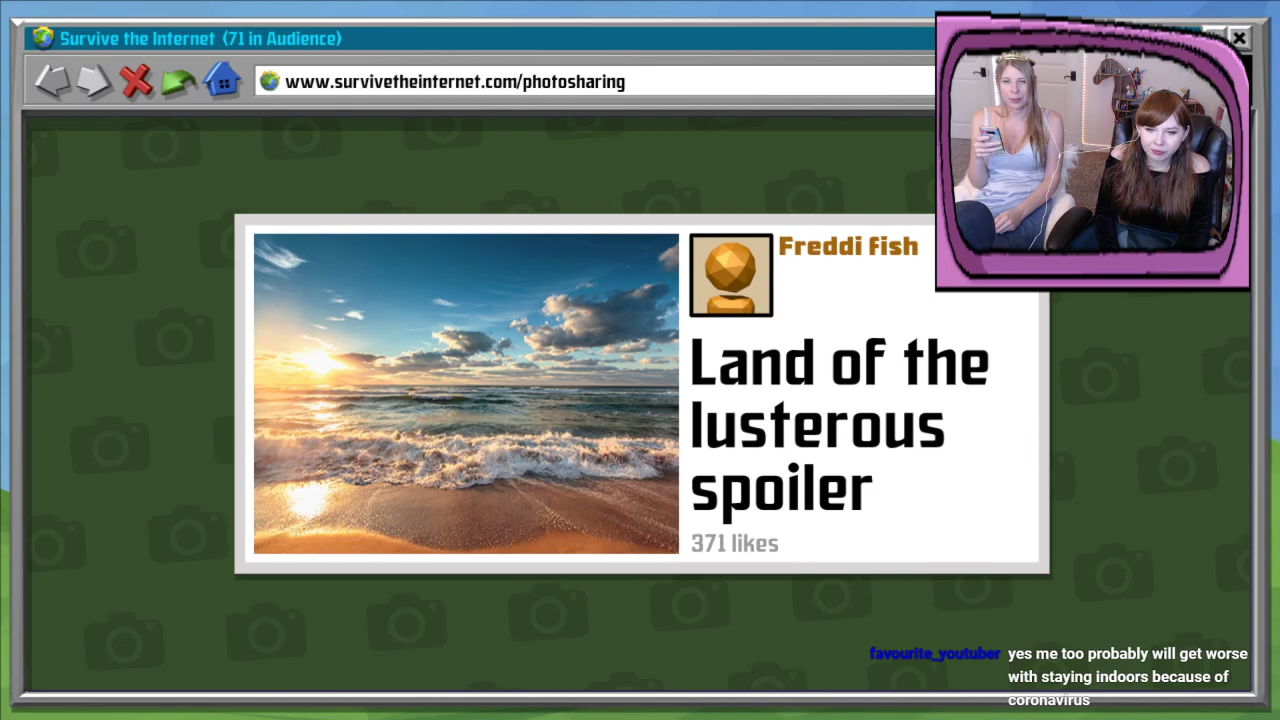 Survive the Internet (71 in Audience)
www.survivetheinternet.com/photosharing
Freddi fish
Land of the
lusterous
spoiler
371 likes
favourite_youtuber yes me too probably will get worse
with staying indoors because of
coronavirus